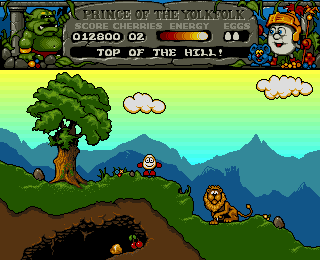 PRINCE OF THE YOLKFOLK
SCORE CHERRIES ENERGY EGGS
012800 02
TOP OF THE HILL!